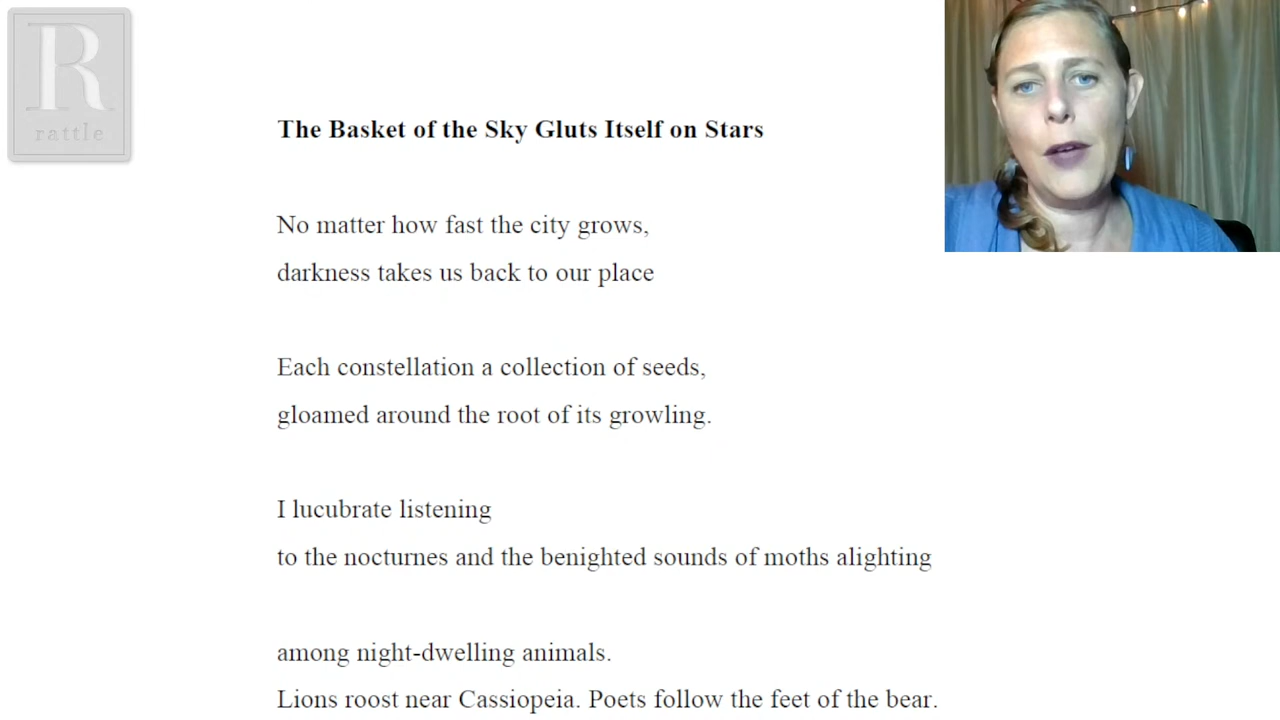 R
rattle
The Basket of the Sky Gluts Itself on Stars
No matter how fast the city grows,
darkness takes us back to our place
Each constellation a collection of seeds,
gloamed around the root of its growling.
I lucubrate listening
to the nocturnes and the benighted sounds of moths alighting
among night-dwelling animals.
Lions roost near Cassiopeia. Poets follow the feet of the bear.